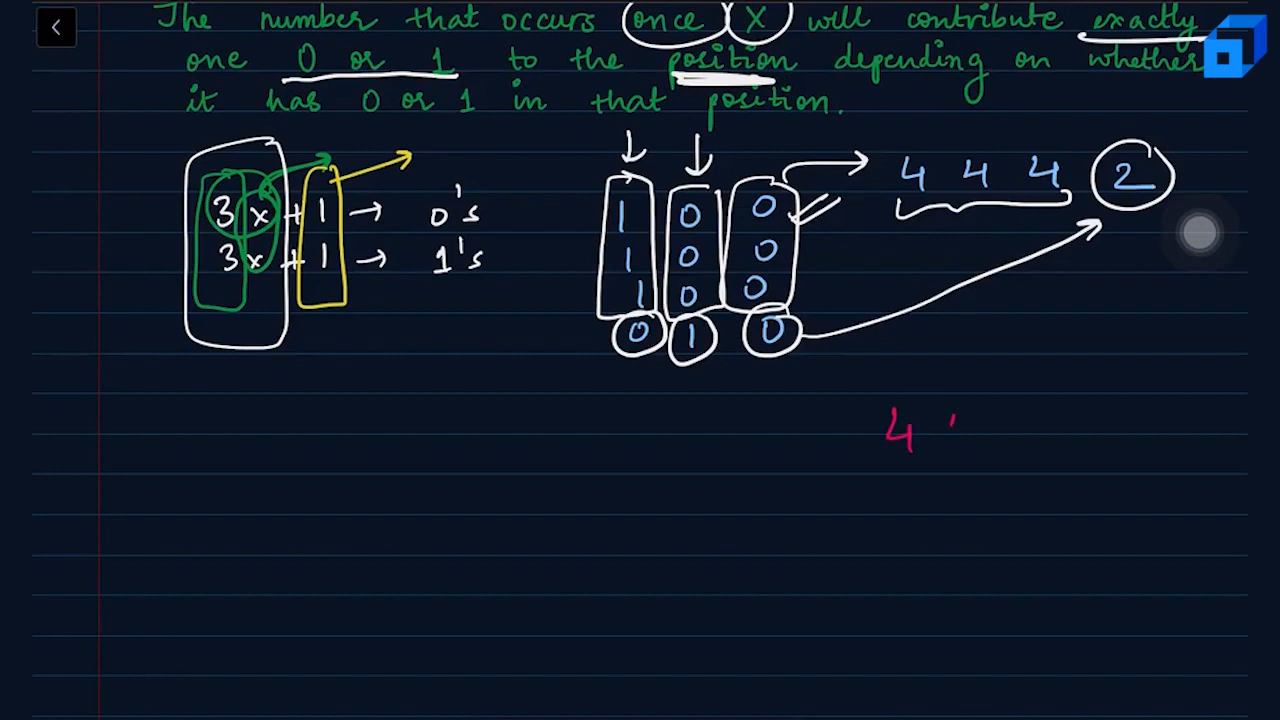 The number that occurs once X will contribute exactly
one 0 or 1 to the position depending on whether
it has 0 or 1 in that position.
3x + 1 → 0's
3x + 1 → 1's
1 0 0
1 0 0
1 0 0
0 1 0
4 4 4 2
4